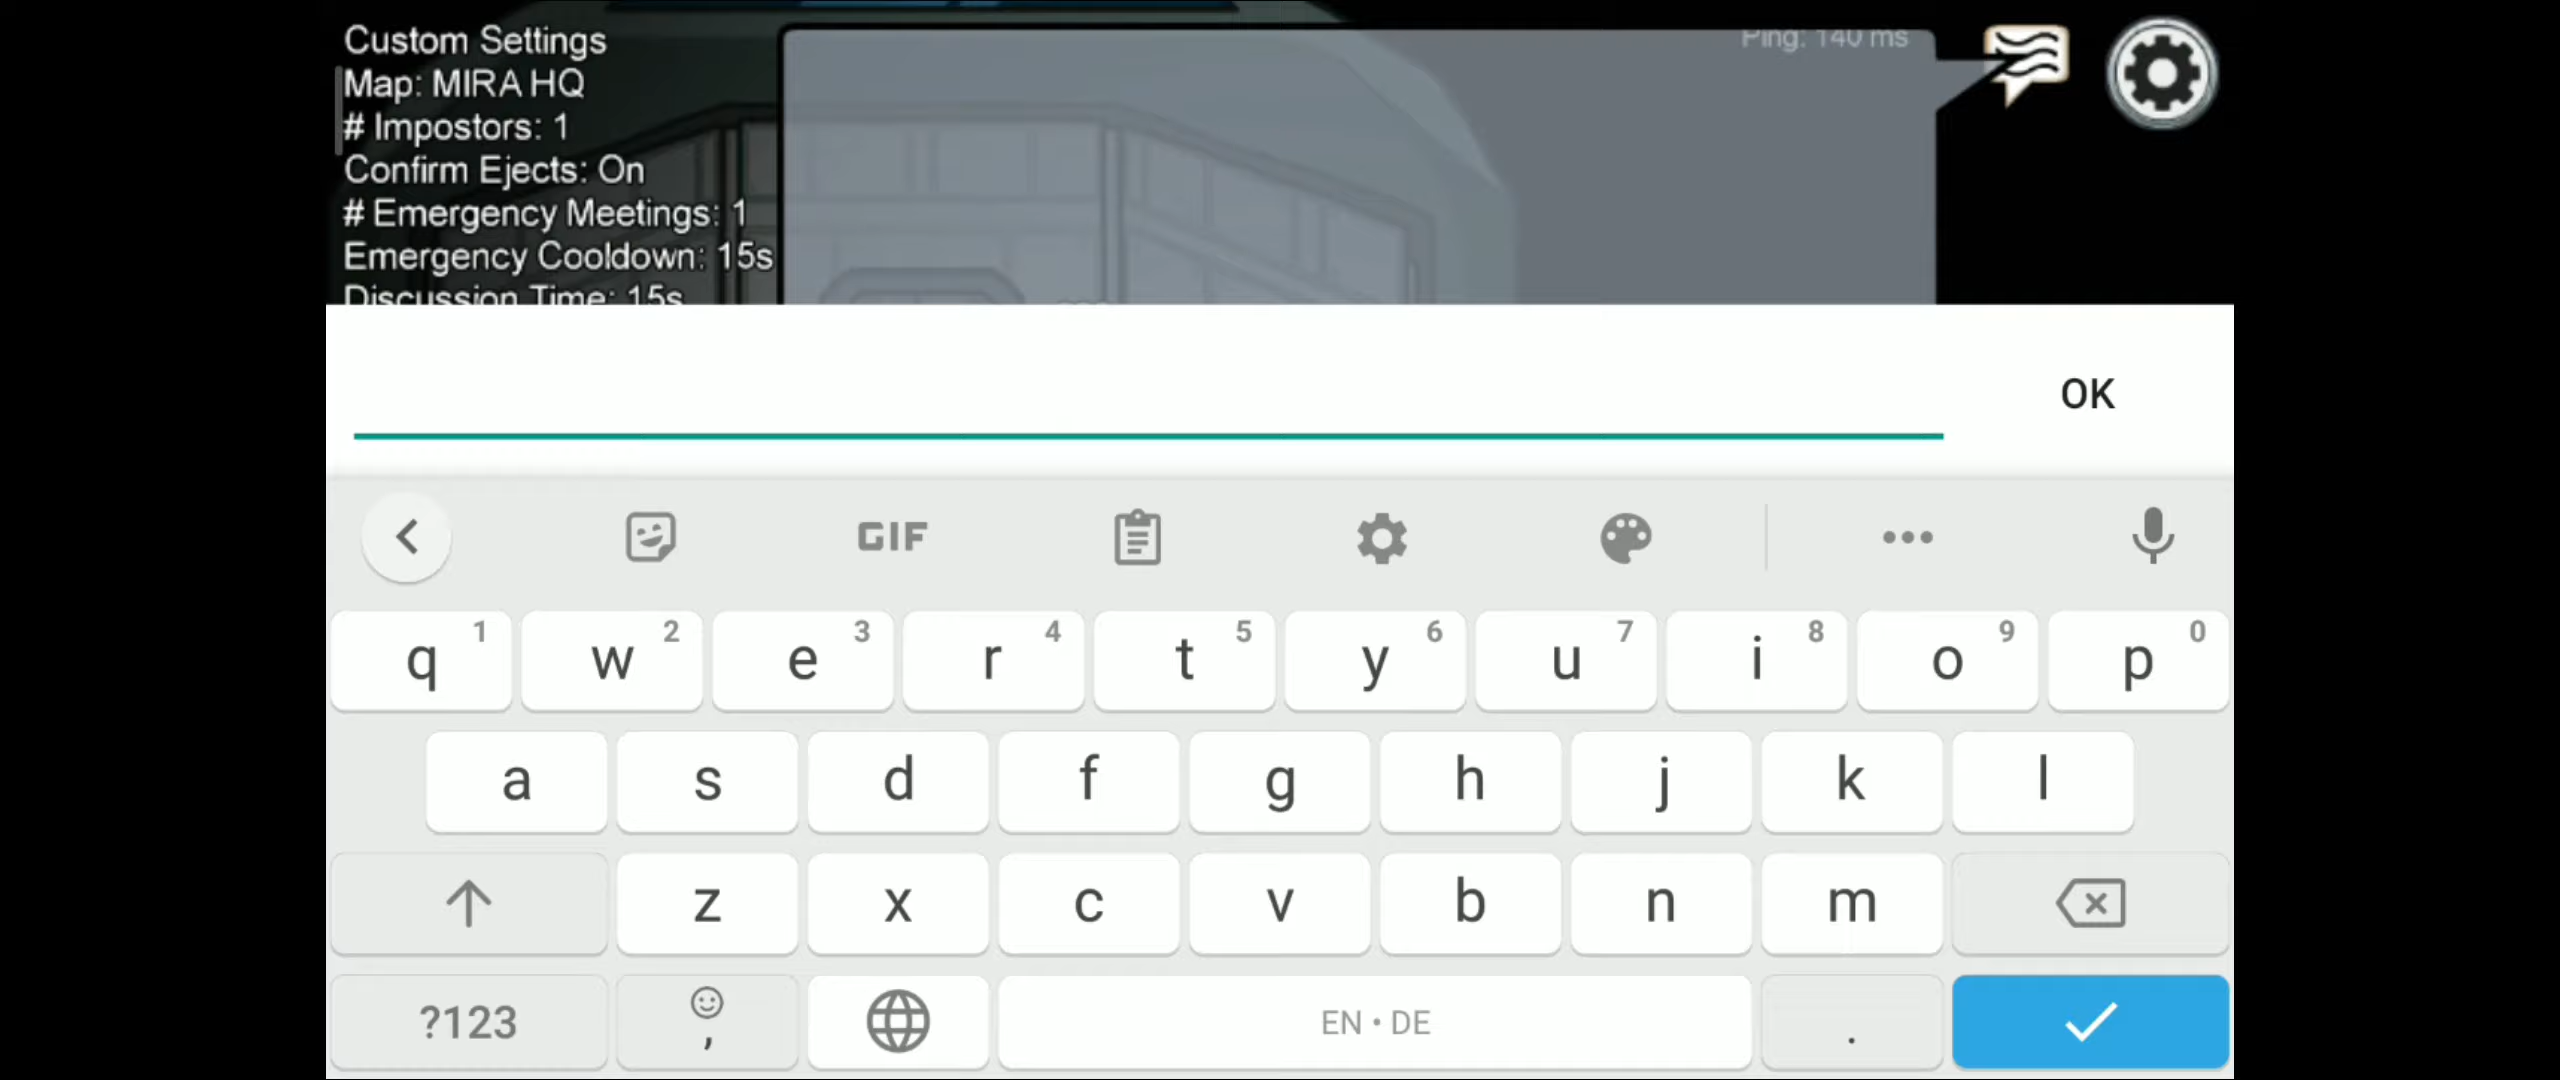 Custom Settings
Map: MIRA HQ
# Impostors: 1
Confirm Ejects: On
# Emergency Meetings: 1
Emergency Cooldown: 15s
Discussion Time: 15s
Ping: 140 ms
OK
GIF
q 1 w 2 e 3 r 4 t 5 y 6 u 7 i 8 o 9 p 0
a s d f g h j k l
z x c v b n m
?123 , EN • DE .